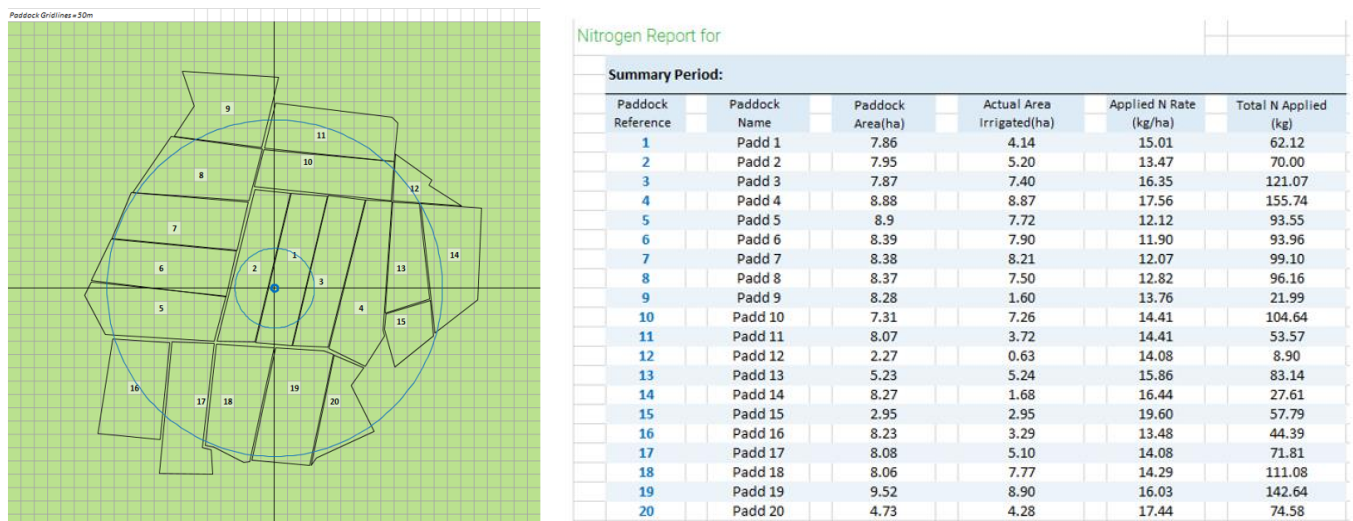 Paddock Gridlines = 50m
9
11
10
8
12
7
1
14
2
6
13
3
5
4
15
16
19
17
18
20
Nitrogen Report for
Summary Period:
Paddock Reference Paddock Name Paddock Area(ha) Actual Area Irrigated(ha) Applied N Rate (kg/ha) Total N Applied (kg)
1 Padd 1 7.86 4.14 15.01 62.12
2 Padd 2 7.95 5.20 13.47 70.00
3 Padd 3 7.87 7.40 16.35 121.07
4 Padd 4 8.88 8.87 17.56 155.74
5 Padd 5 8.9 7.72 12.12 93.55
6 Padd 6 8.39 7.90 11.90 93.96
7 Padd 7 8.38 8.21 12.07 99.10
8 Padd 8 8.37 7.50 12.82 96.16
9 Padd 9 8.28 1.60 13.76 21.99
10 Padd 10 7.31 7.26 14.41 104.64
11 Padd 11 8.07 3.72 14.41 53.57
12 Padd 12 2.27 0.63 14.08 8.90
13 Padd 13 5.23 5.24 15.86 83.14
14 Padd 14 8.27 1.68 16.44 27.61
15 Padd 15 2.95 2.95 19.60 57.79
16 Padd 16 8.23 3.29 13.48 44.39
17 Padd 17 8.08 5.10 14.08 71.81
18 Padd 18 8.06 7.77 14.29 111.08
19 Padd 19 9.52 8.90 16.03 142.64
20 Padd 20 4.73 4.28 17.44 74.58